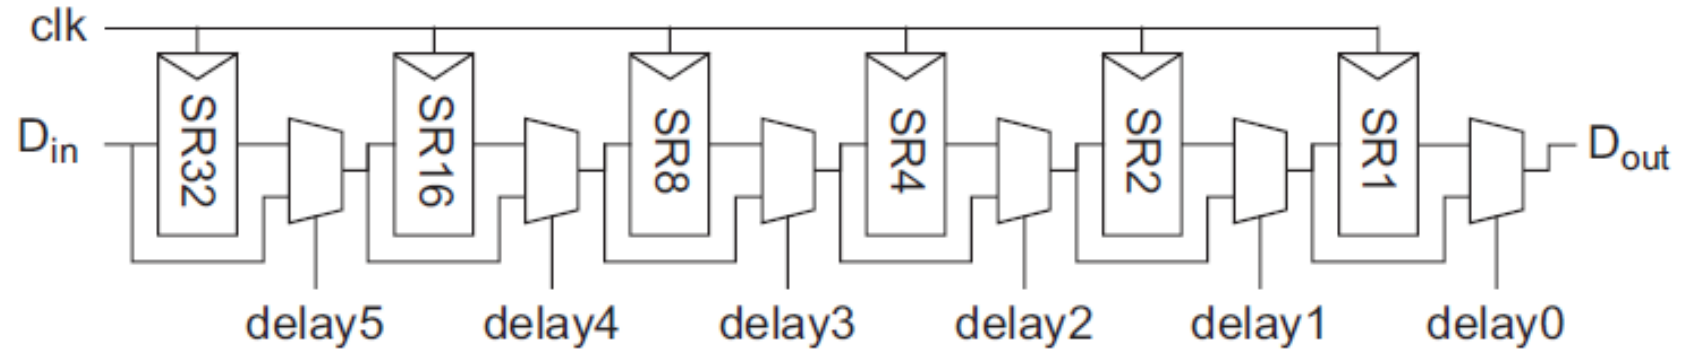 clk
SR32 SR16 SR8 SR4 SR2 SR1
Din Dout
delay5 delay4 delay3 delay2 delay1 delay0